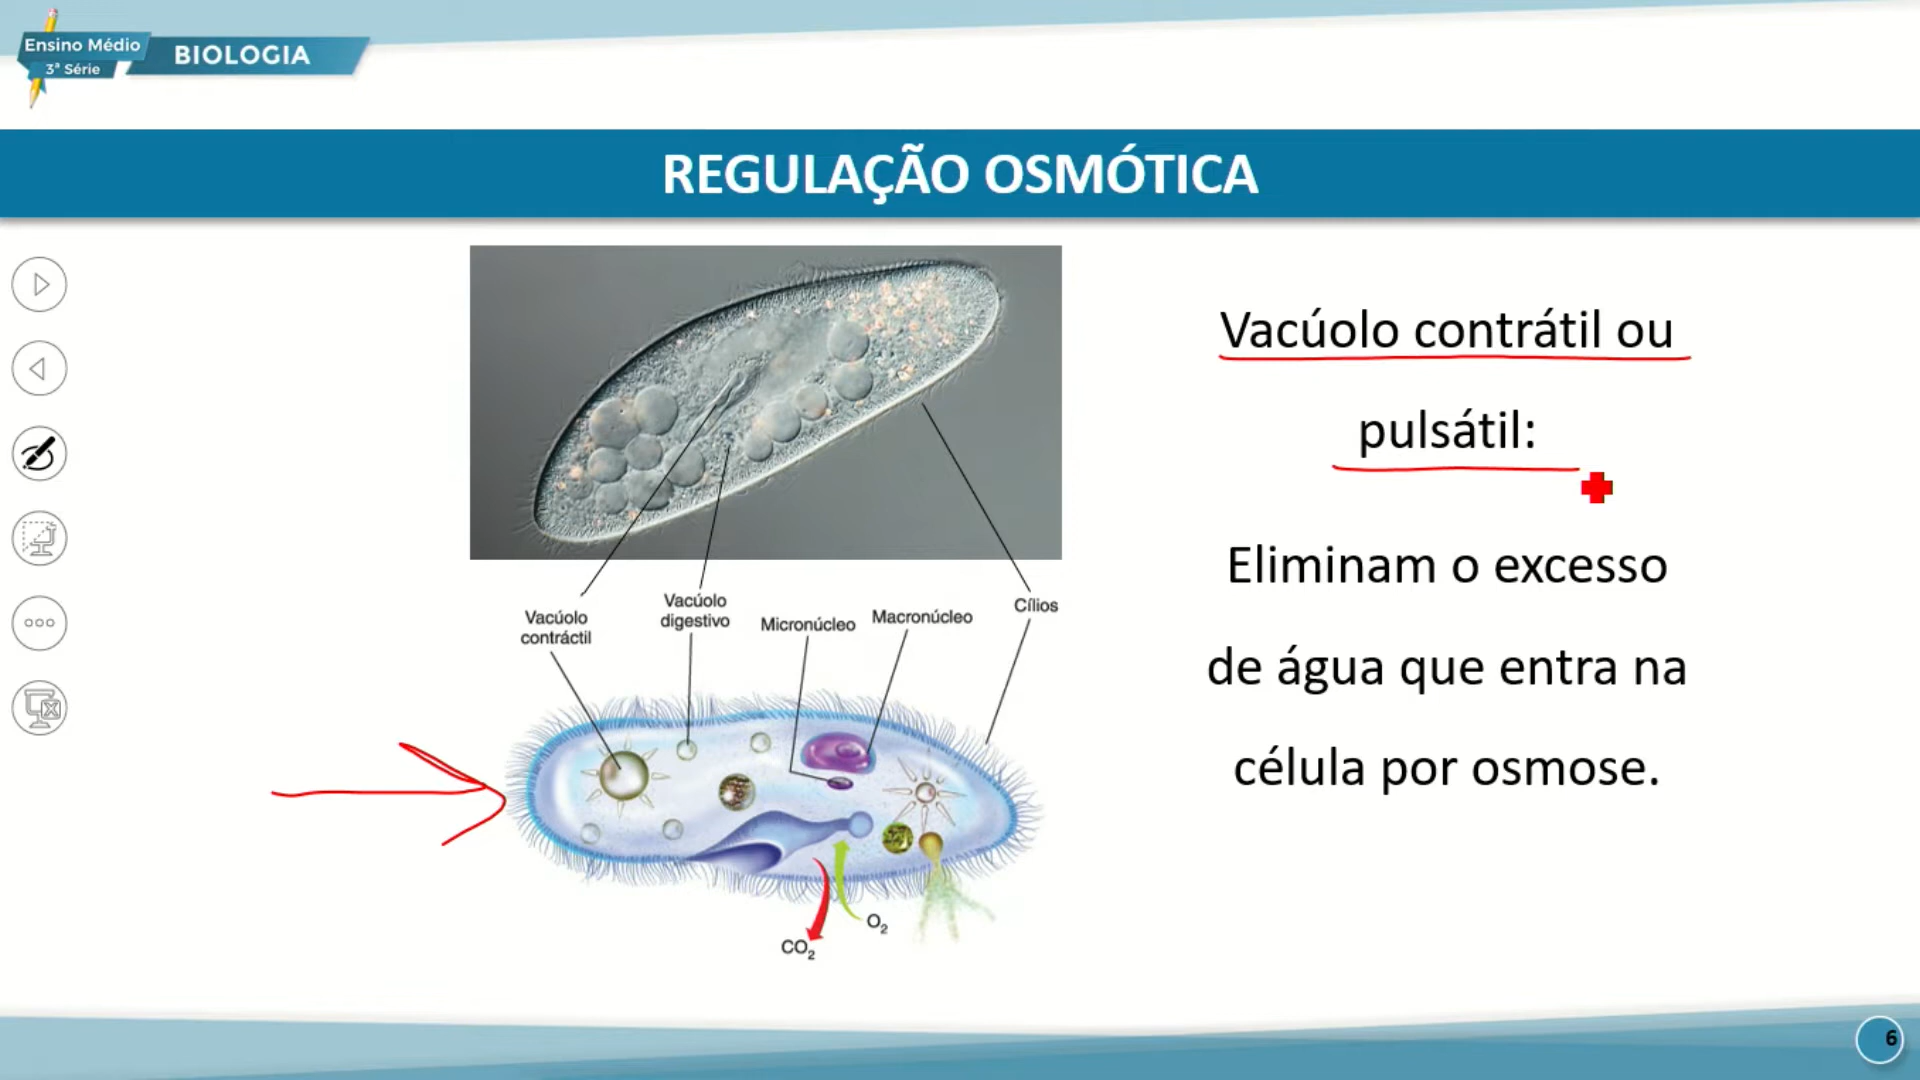 Ensino Médio
3ª Série
BIOLOGIA
REGULAÇÃO OSMÓTICA
Vacúolo contrátil ou
pulsátil:
Eliminam o excesso
de água que entra na
célula por osmose.
Vacúolo
contráctil
Vacúolo
digestivo
Micronúcleo
Macronúcleo
Cílios
CO₂
O₂
6